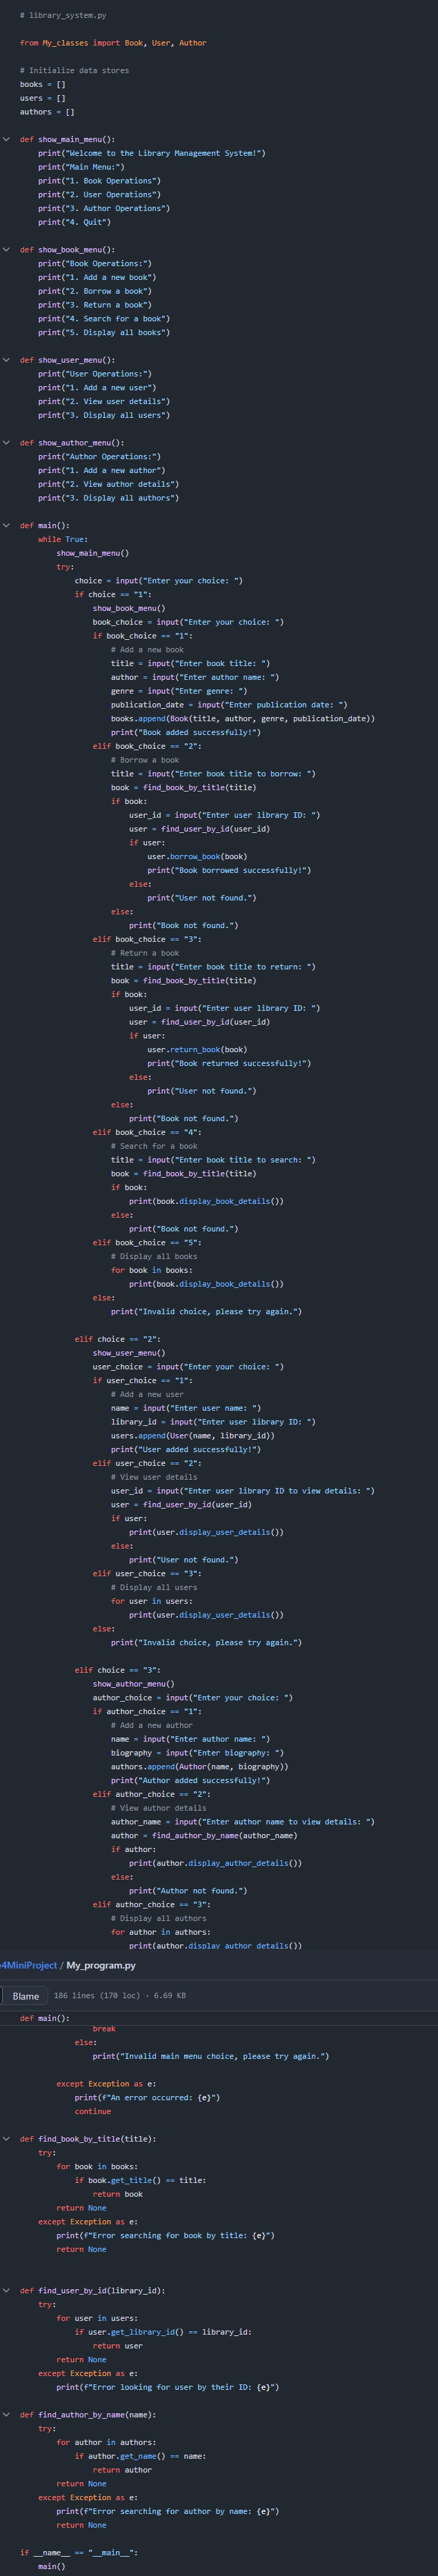 # library_system.py

from My_classes import Book, User, Author

# Initialize data stores
books = []
users = []
authors = []

def show_main_menu():
    print("Welcome to the Library Management System!")
    print("Main Menu:")
    print("1. Book Operations")
    print("2. User Operations")
    print("3. Author Operations")
    print("4. Quit")

def show_book_menu():
    print("Book Operations:")
    print("1. Add a new book")
    print("2. Borrow a book")
    print("3. Return a book")
    print("4. Search for a book")
    print("5. Display all books")

def show_user_menu():
    print("User Operations:")
    print("1. Add a new user")
    print("2. View user details")
    print("3. Display all users")

def show_author_menu():
    print("Author Operations:")
    print("1. Add a new author")
    print("2. View author details")
    print("3. Display all authors")

def main():
    while True:
        show_main_menu()
        try:
            choice = input("Enter your choice: ")
            if choice == "1":
                show_book_menu()
                book_choice = input("Enter your choice: ")
                if book_choice == "1":
                    # Add a new book
                    title = input("Enter book title: ")
                    author = input("Enter author name: ")
                    genre = input("Enter genre: ")
                    publication_date = input("Enter publication date: ")
                    books.append(Book(title, author, genre, publication_date))
                    print("Book added successfully!")
                elif book_choice == "2":
                    # Borrow a book
                    title = input("Enter book title to borrow: ")
                    book = find_book_by_title(title)
                    if book:
                        user_id = input("Enter user library ID: ")
                        user = find_user_by_id(user_id)
                        if user:
                            user.borrow_book(book)
                            print("Book borrowed successfully!")
                        else:
                            print("User not found.")
                    else:
                        print("Book not found.")
                elif book_choice == "3":
                    # Return a book
                    title = input("Enter book title to return: ")
                    book = find_book_by_title(title)
                    if book:
                        user_id = input("Enter user library ID: ")
                        user = find_user_by_id(user_id)
                        if user:
                            user.return_book(book)
                            print("Book returned successfully!")
                        else:
                            print("User not found.")
                    else:
                        print("Book not found.")
                elif book_choice == "4":
                    # Search for a book
                    title = input("Enter book title to search: ")
                    book = find_book_by_title(title)
                    if book:
                        print(book.display_book_details())
                    else:
                        print("Book not found.")
                elif book_choice == "5":
                    # Display all books
                    for book in books:
                        print(book.display_book_details())
                else:
                    print("Invalid choice, please try again.")

            elif choice == "2":
                show_user_menu()
                user_choice = input("Enter your choice: ")
                if user_choice == "1":
                    # Add a new user
                    name = input("Enter user name: ")
                    library_id = input("Enter user library ID: ")
                    users.append(User(name, library_id))
                    print("User added successfully!")
                elif user_choice == "2":
                    # View user details
                    user_id = input("Enter user library ID to view details: ")
                    user = find_user_by_id(user_id)
                    if user:
                        print(user.display_user_details())
                    else:
                        print("User not found.")
                elif user_choice == "3":
                    # Display all users
                    for user in users:
                        print(user.display_user_details())
                else:
                    print("Invalid choice, please try again.")

            elif choice == "3":
                show_author_menu()
                author_choice = input("Enter your choice: ")
                if author_choice == "1":
                    # Add a new author
                    name = input("Enter author name: ")
                    biography = input("Enter biography: ")
                    authors.append(Author(name, biography))
                    print("Author added successfully!")
                elif author_choice == "2":
                    # View author details
                    author_name = input("Enter author name to view details: ")
                    author = find_author_by_name(author_name)
                    if author:
                        print(author.display_author_details())
                    else:
                        print("Author not found.")
                elif author_choice == "3":
                    # Display all authors
                    for author in authors:
                        print(author.display_author_details())
4MiniProject / My_program.py
Blame 186 lines (170 loc) · 6.69 KB
def main():
                break
            else:
                print("Invalid main menu choice, please try again.")

        except Exception as e:
            print(f"An error occurred: {e}")
            continue

def find_book_by_title(title):
    try:
        for book in books:
            if book.get_title() == title:
                return book
        return None
    except Exception as e:
        print(f"Error searching for book by title: {e}")
        return None


def find_user_by_id(library_id):
    try:
        for user in users:
            if user.get_library_id() == library_id:
                return user
        return None
    except Exception as e:
        print(f"Error looking for user by their ID: {e}")

def find_author_by_name(name):
    try:
        for author in authors:
            if author.get_name() == name:
                return author
        return None
    except Exception as e:
        print(f"Error searching for author by name: {e}")
        return None

if __name__ == "__main__":
    main()